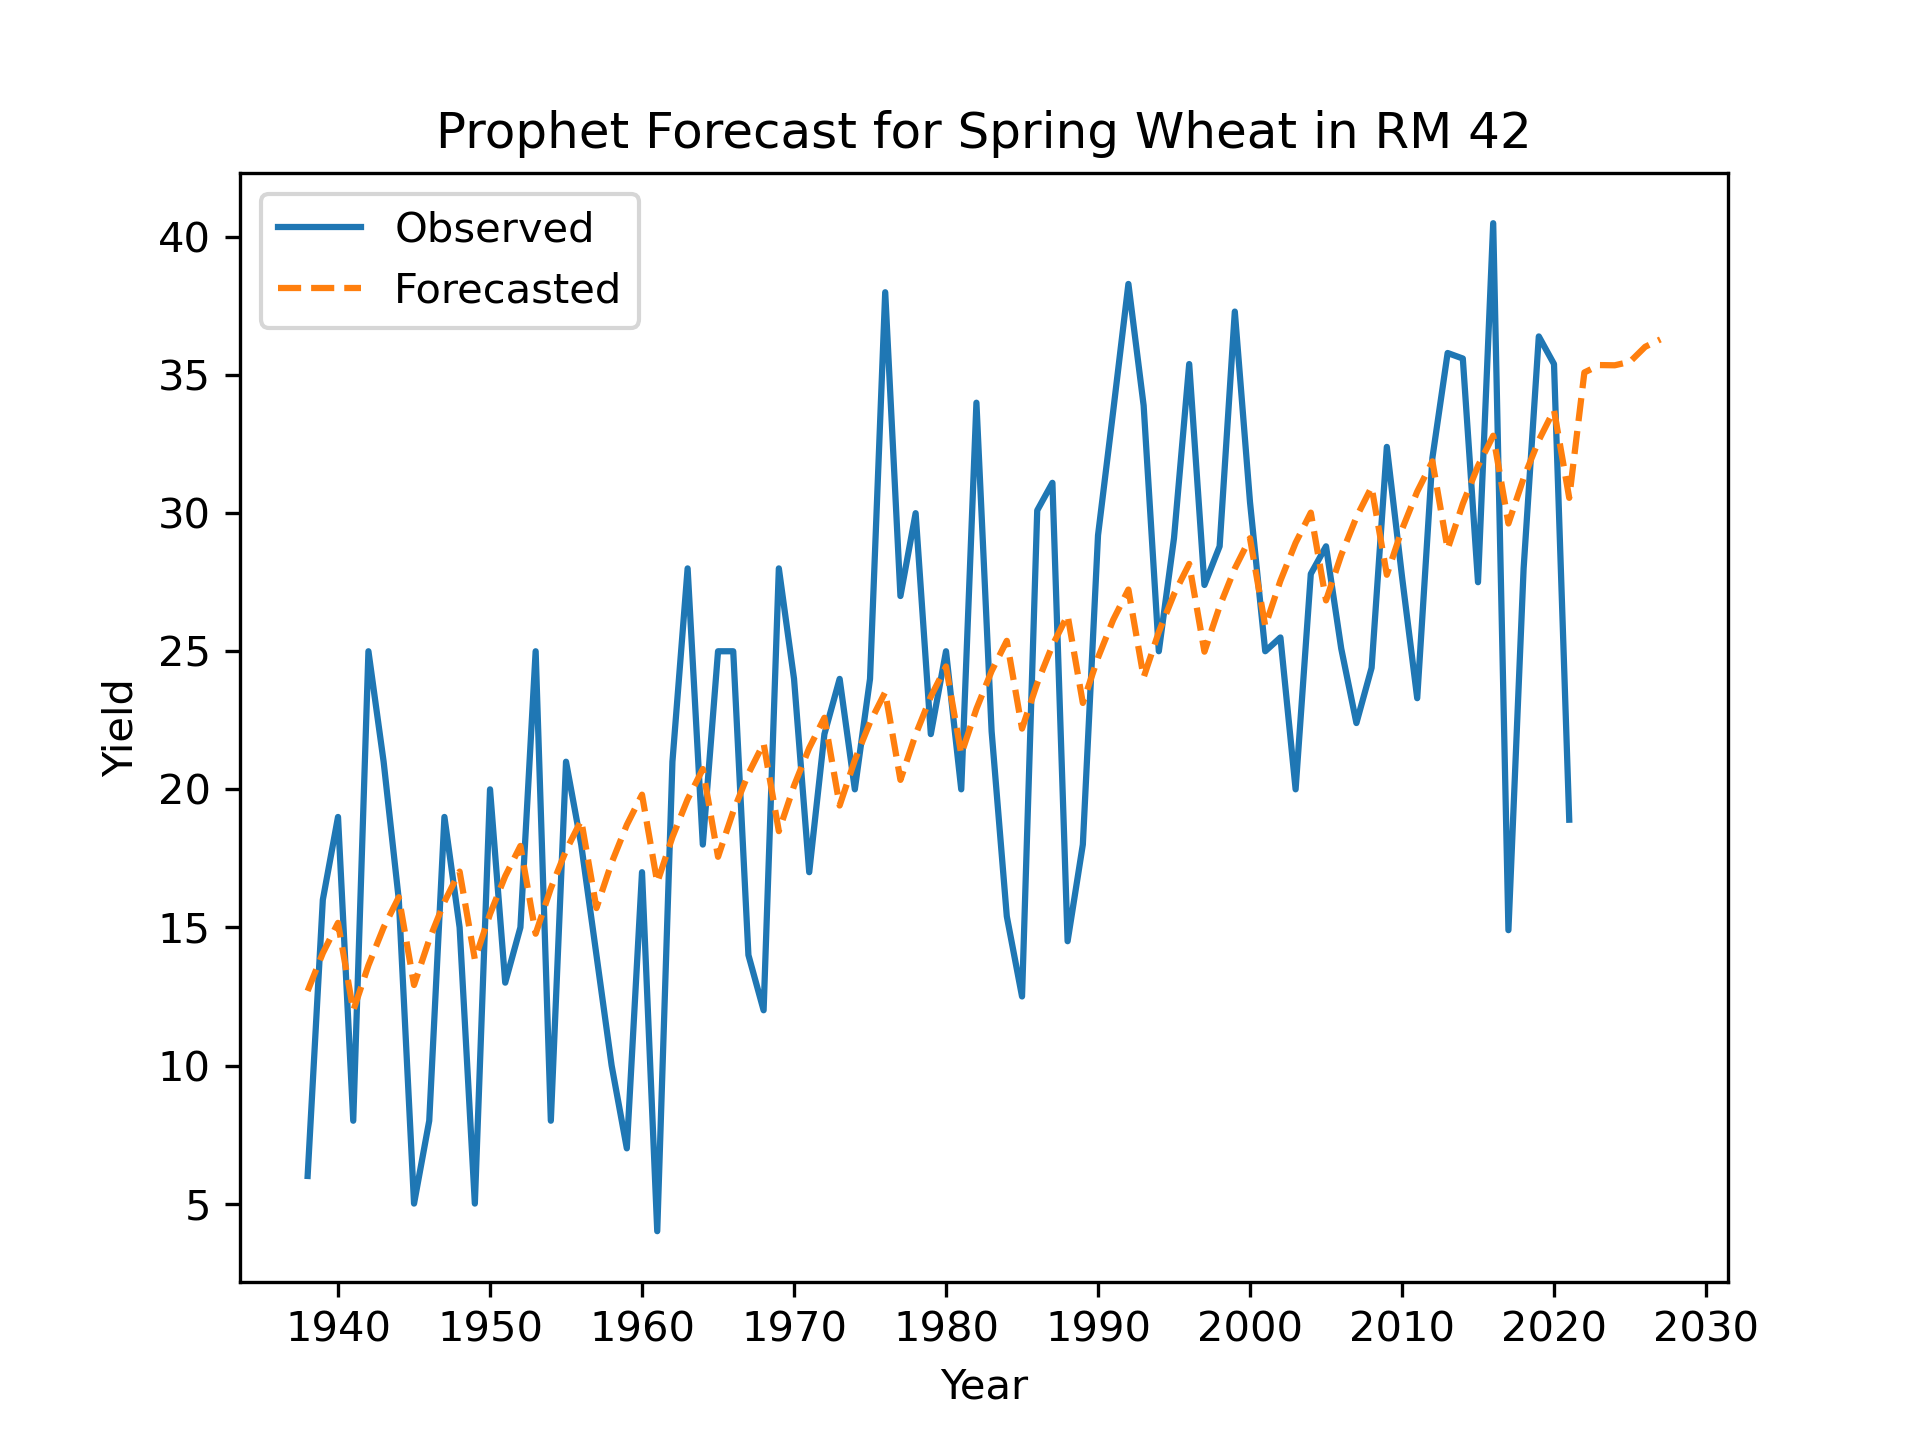 Prophet Forecast for Spring Wheat in RM 42
Observed
Forecasted
40
35
30
25
20
15
10
5
Yield
1940 1950 1960 1970 1980 1990 2000 2010 2020 2030
Year